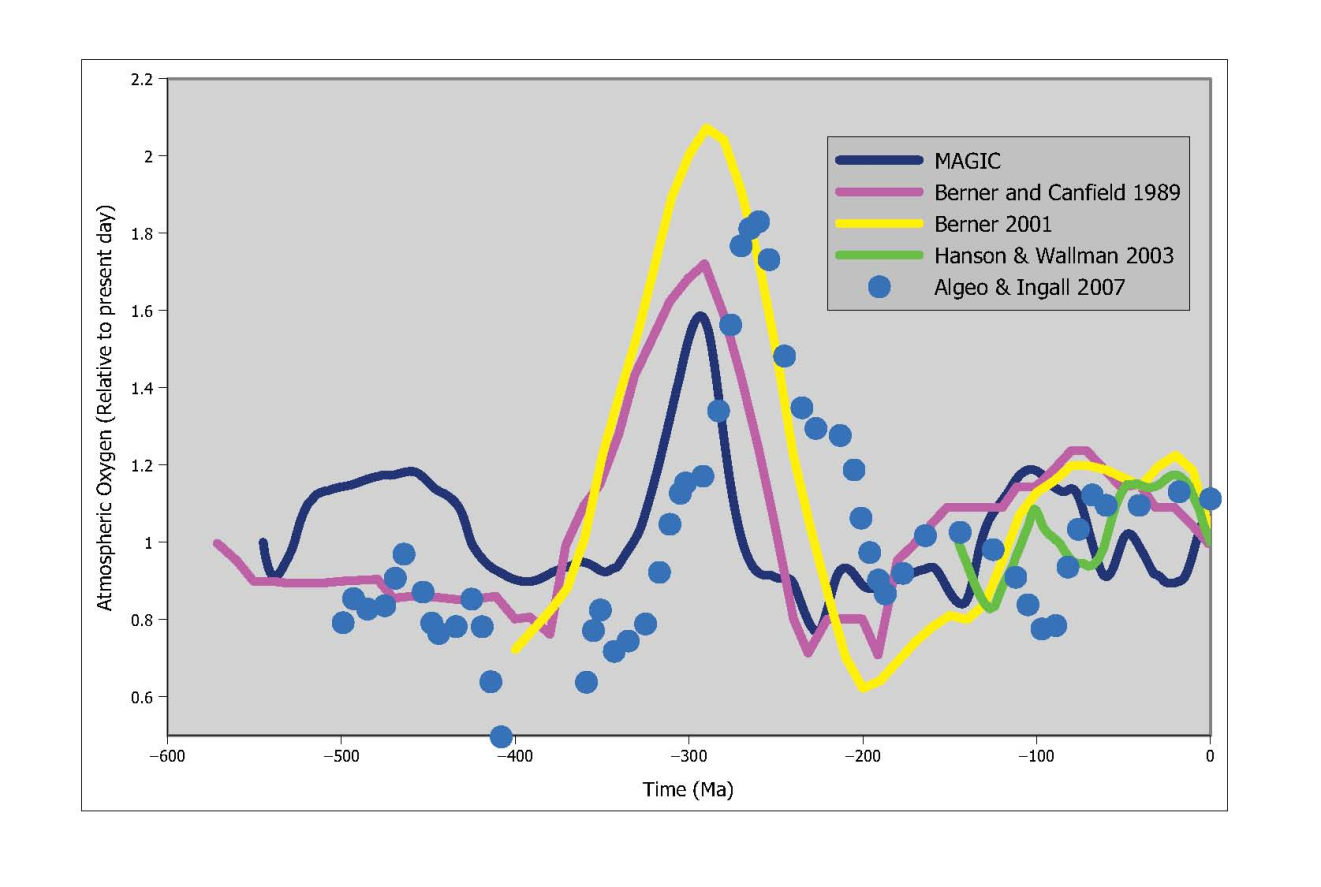 2.2
2
1.8
1.6
1.4
1.2
1
0.8
0.6
Atmospheric Oxygen (Relative to present day)
MAGIC
Berner and Canfield 1989
Berner 2001
Hanson & Wallman 2003
Algeo & Ingall 2007
−600 −500 −400 −300 −200 −100 0
Time (Ma)